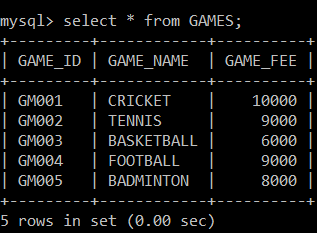 mysql> select * from GAMES;
+---------+------------+----------+
| GAME_ID | GAME_NAME  | GAME_FEE |
+---------+------------+----------+
| GM001   | CRICKET    |    10000 |
| GM002   | TENNIS     |     9000 |
| GM003   | BASKETBALL |     6000 |
| GM004   | FOOTBALL   |     9000 |
| GM005   | BADMINTON  |     8000 |
+---------+------------+----------+
5 rows in set (0.00 sec)